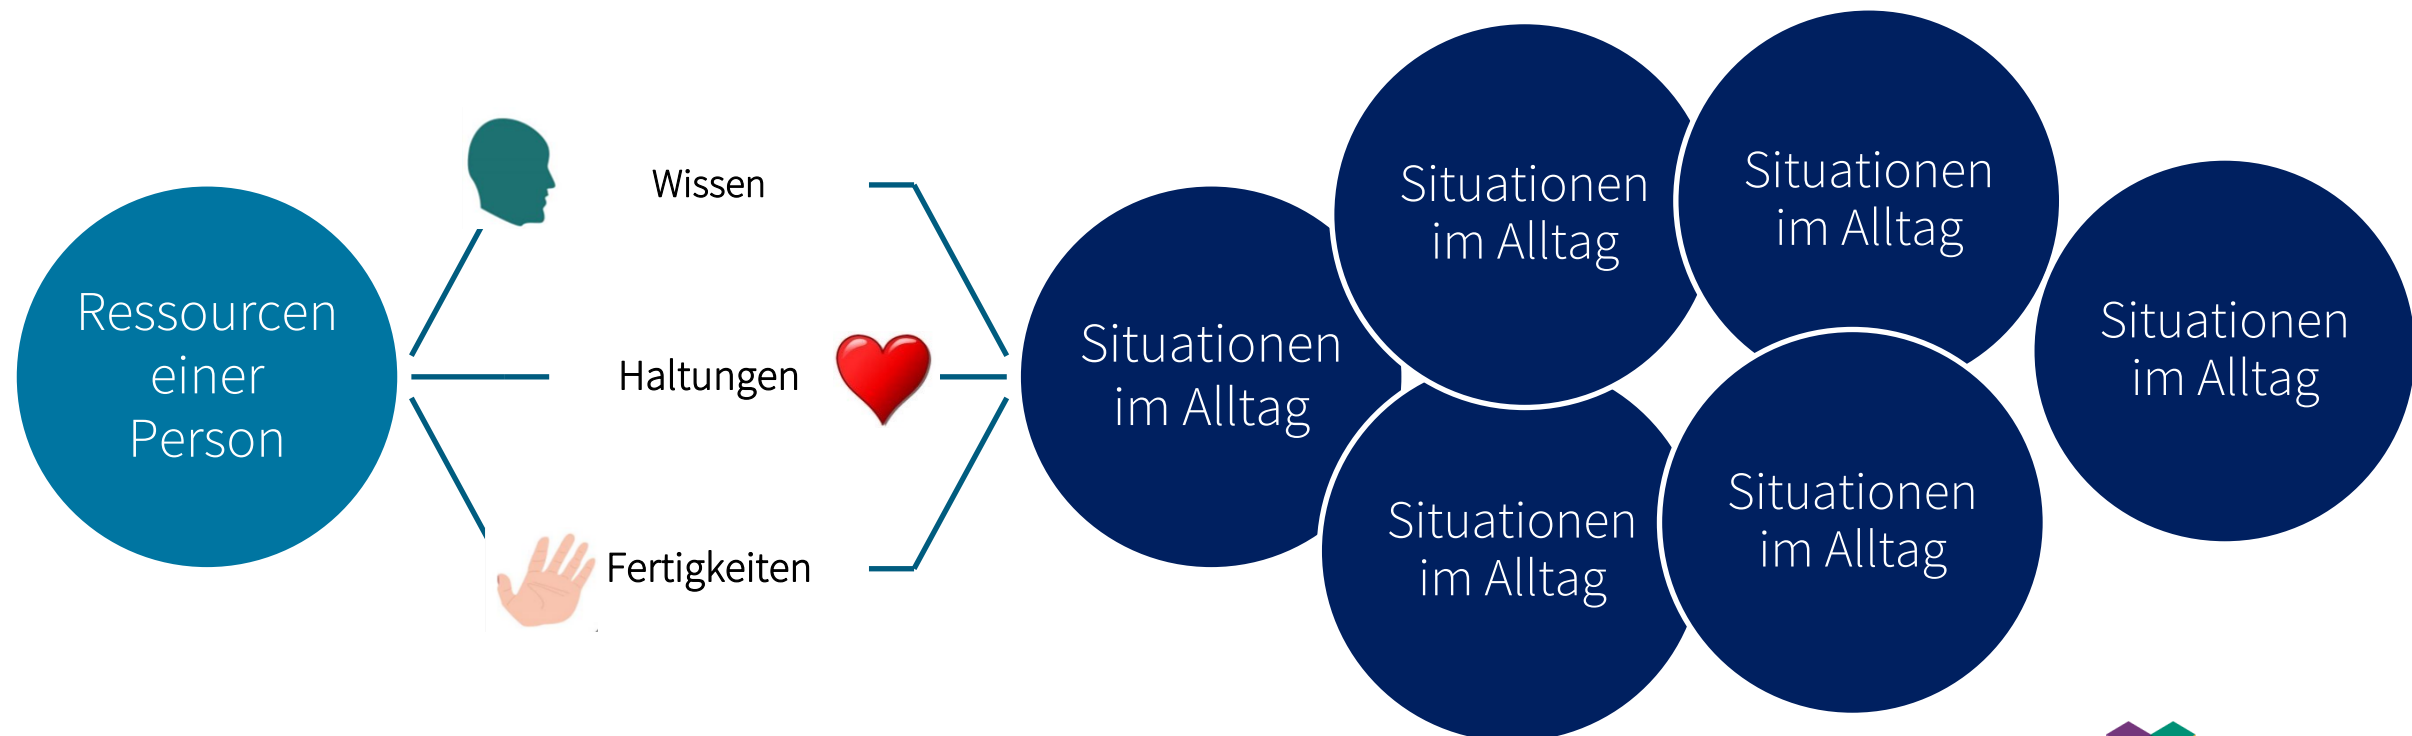 Ressourcen
einer
Person
Wissen
Haltungen
Fertigkeiten
Situationen
im Alltag
Situationen
im Alltag
Situationen
im Alltag
Situationen
im Alltag
Situationen
im Alltag
Situationen
im Alltag